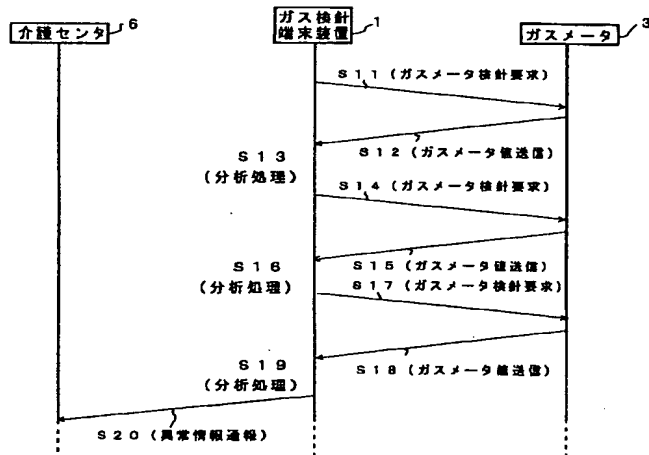 介護センタ 6
ガス検針
端末装置 1
ガスメータ 3
S11(ガスメータ検針要求)
S12(ガスメータ値送信)
S13
(分析処理)
S14(ガスメータ検針要求)
S15(ガスメータ値送信)
S16
(分析処理)
S17(ガスメータ検針要求)
S18(ガスメータ値送信)
S19
(分析処理)
S20(異常情報通報)